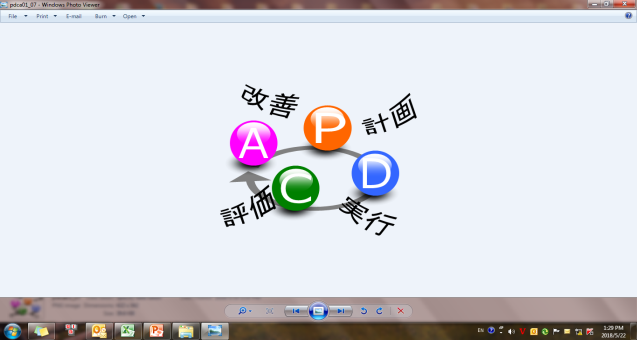 pdca01_07 - Windows Photo Viewer
File Print E-mail Burn Open
改善
P
計画
A
D
C
評価
実行
EN
1:29 PM
2018/5/22